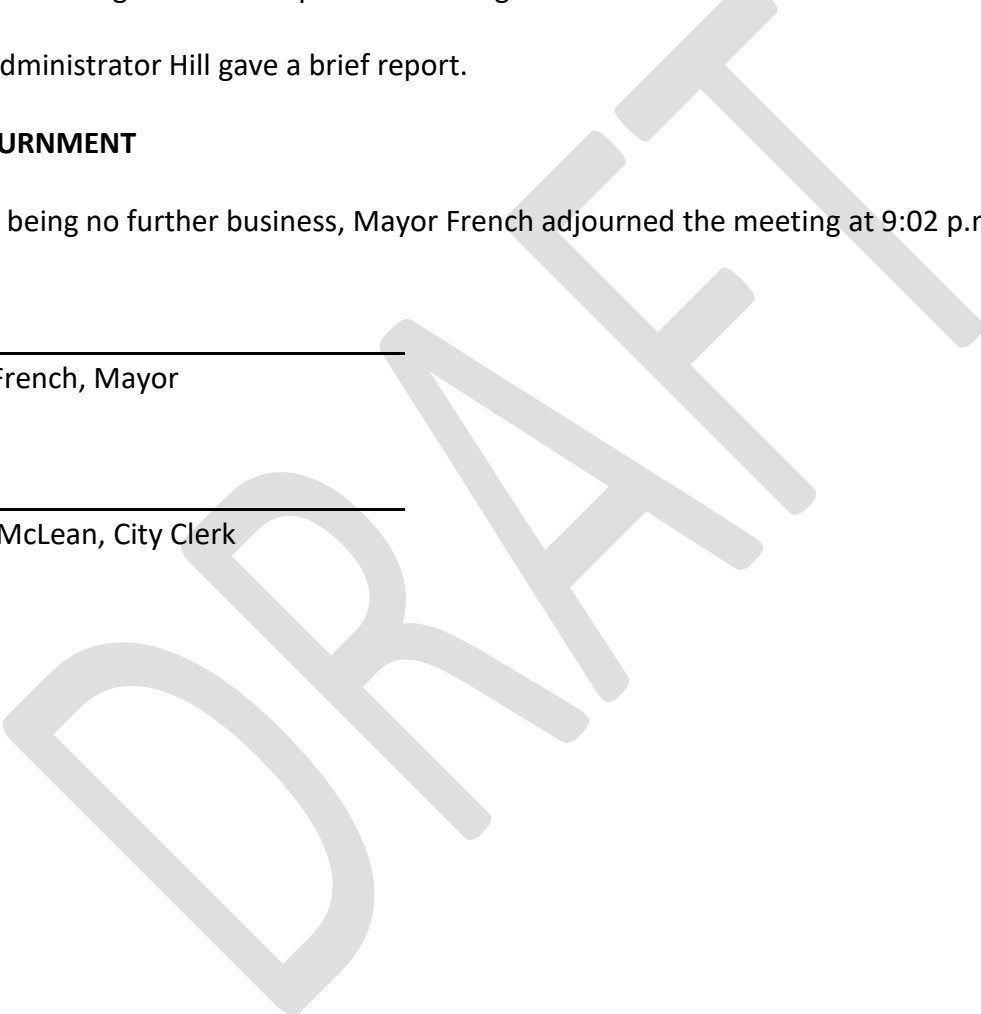 dministrator Hill gave a brief report.
URNMENT
being no further business, Mayor French adjourned the meeting at 9:02 p.
French, Mayor
McLean, City Clerk
DRAFT